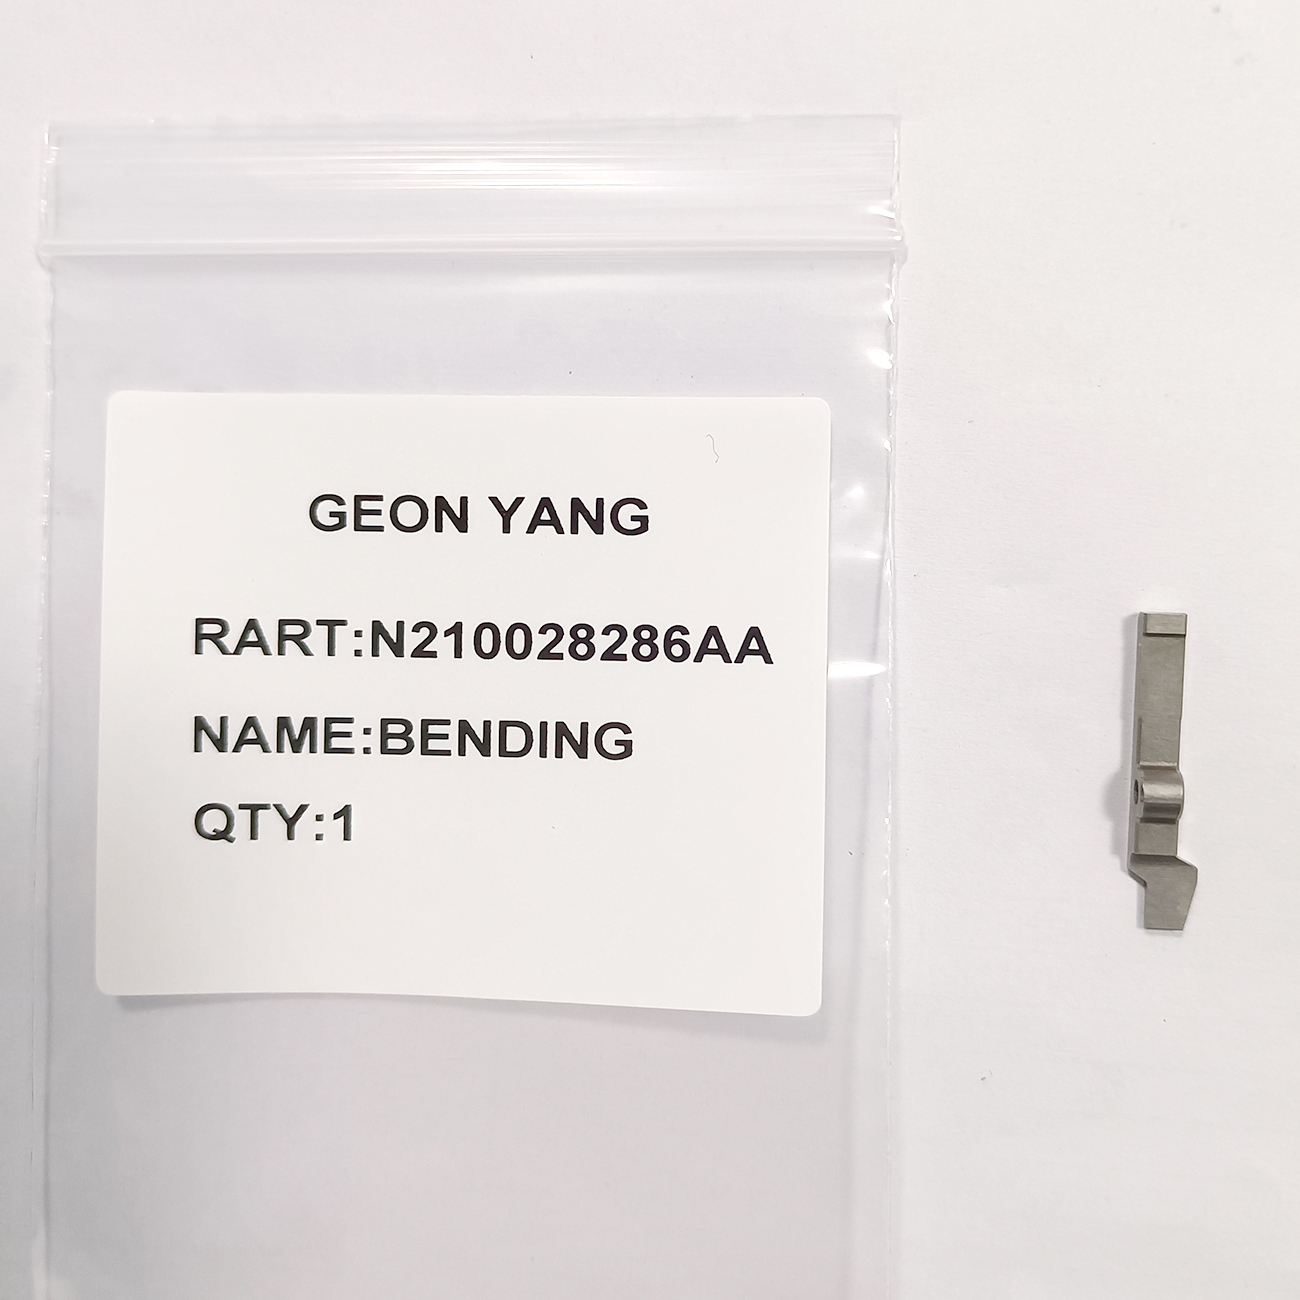 GEON YANG
RART:N210028286AA
NAME:BENDING
QTY:1